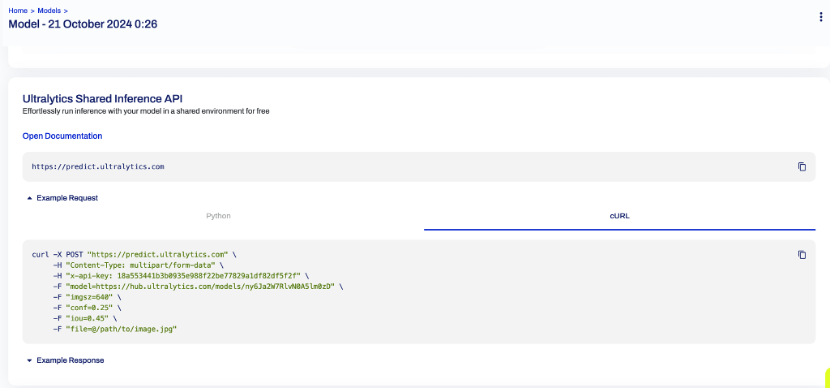 Home > Models >
Model - 21 October 2024 0:26
Ultralytics Shared Inference API
Effortlessly run inference with your model in a shared environment for free
Open Documentation
https://predict.ultralytics.com
Example Request
Python cURL
curl -X POST "https://predict.ultralytics.com" \
-H "Content-Type: multipart/form-data" \
-H "x-api-key: 18a553441b3b0935e988f22be77829a1df82df5f2f" \
-F "model=https://hub.ultralytics.com/models/ny6Ja2W7RlvN0A5lm0zD" \
-F "imgsz=640" \
-F "conf=0.25" \
-F "iou=0.45" \
-F "file=@/path/to/image.jpg"
Example Response